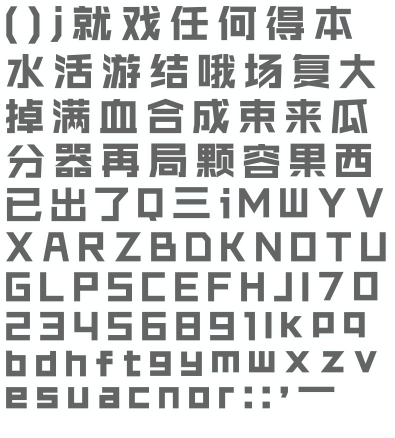 ()j就戏任何得本
水活游结哦场复大
掉满血合成束来瓜
分器再局颗容果西
已出了Q三iMWYV
XARZBDKNOTU
GLPSCEFHJI70
234568911kpq
bdhftgymwxzv
esuacnor::’一